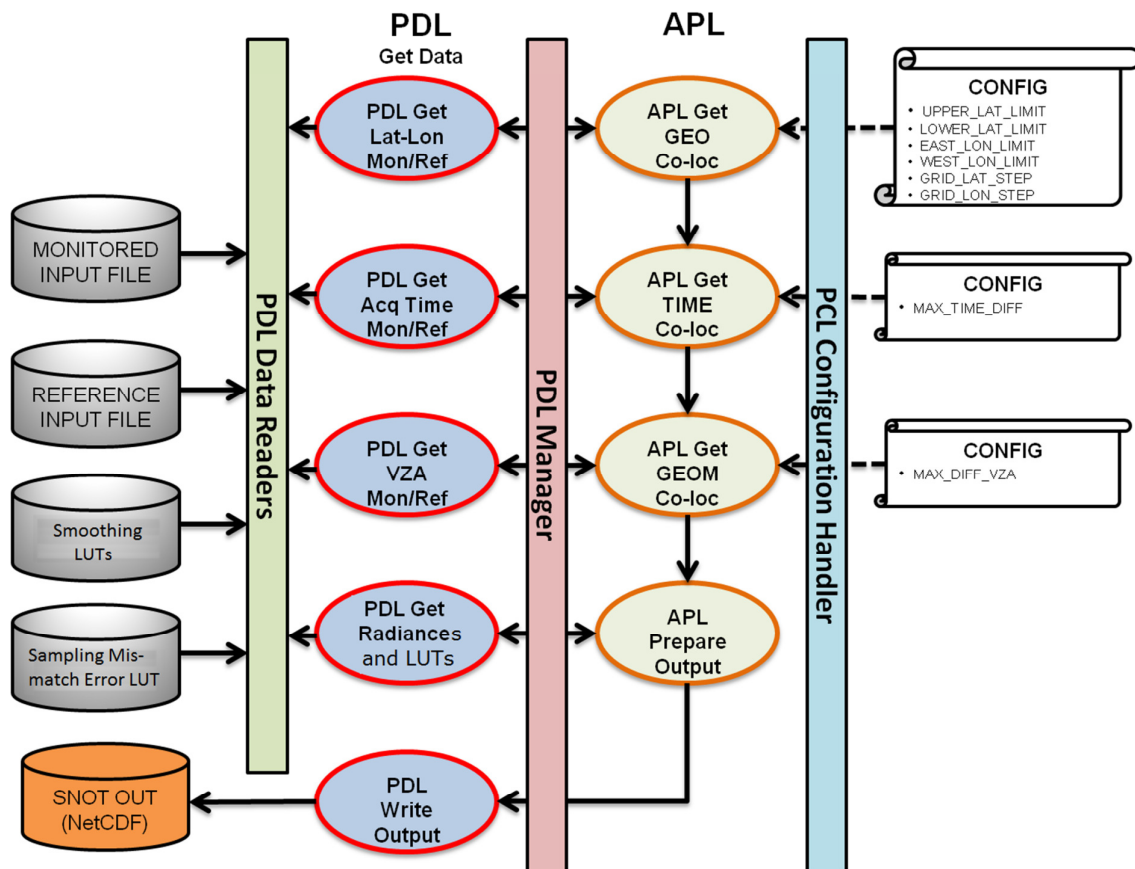 PDL
Get Data
APL
PDL Get
Lat-Lon
Mon/Ref
APL Get
GEO
Co-loc
CONFIG
• UPPER_LAT_LIMIT
• LOWER_LAT_LIMIT
• EAST_LON_LIMIT
• WEST_LON_LIMIT
• GRID_LAT_STEP
• GRID_LON_STEP
MONITORED
INPUT FILE
PDL Get
Acq Time
Mon/Ref
APL Get
TIME
Co-loc
CONFIG
• MAX_TIME_DIFF
PDL Data Readers
PDL Manager
PCL Configuration Handler
REFERENCE
INPUT FILE
PDL Get
VZA
Mon/Ref
APL Get
GEOM
Co-loc
CONFIG
• MAX_DIFF_VZA
Smoothing
LUTs
PDL Get
Radiances
and LUTs
APL
Prepare
Output
Sampling Mis-
match Error LUT
SNOT OUT
(NetCDF)
PDL
Write
Output